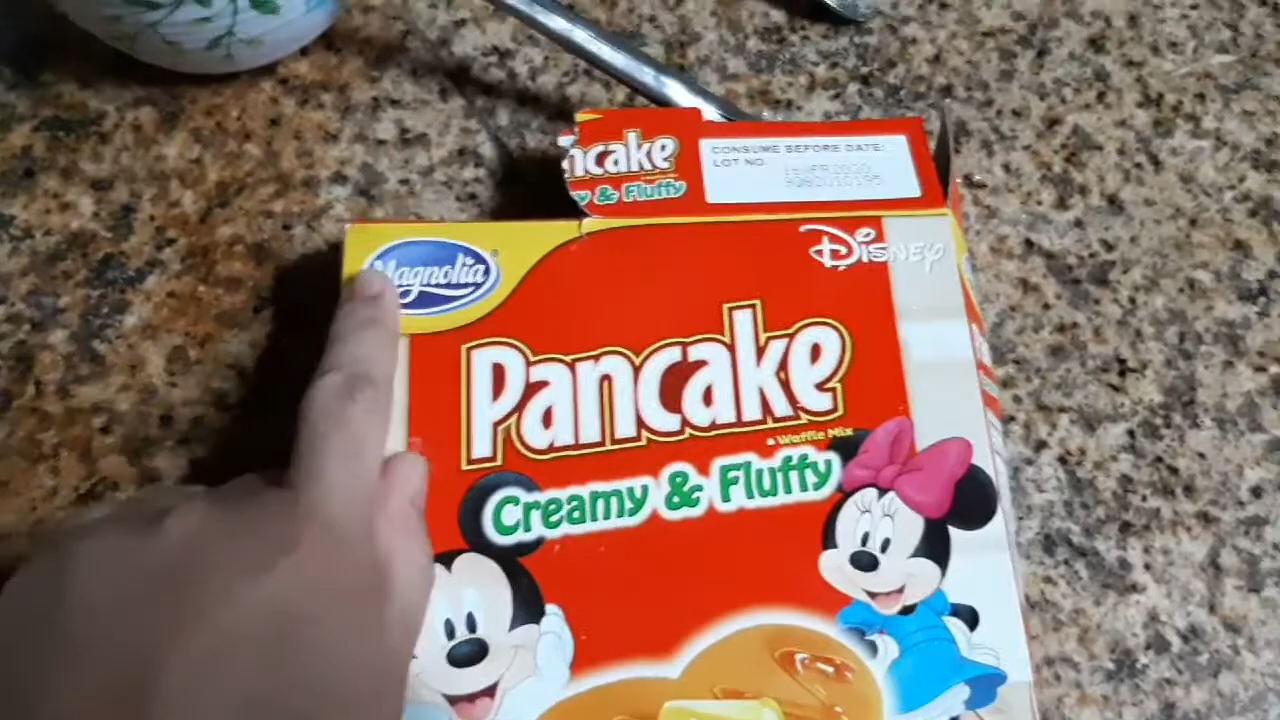 ncake
y & Fluffy
CONSUME BEFORE DATE:
LOT NO.
Magnolia
Disney
Pancake
& Waffle Mix
Creamy & Fluffy